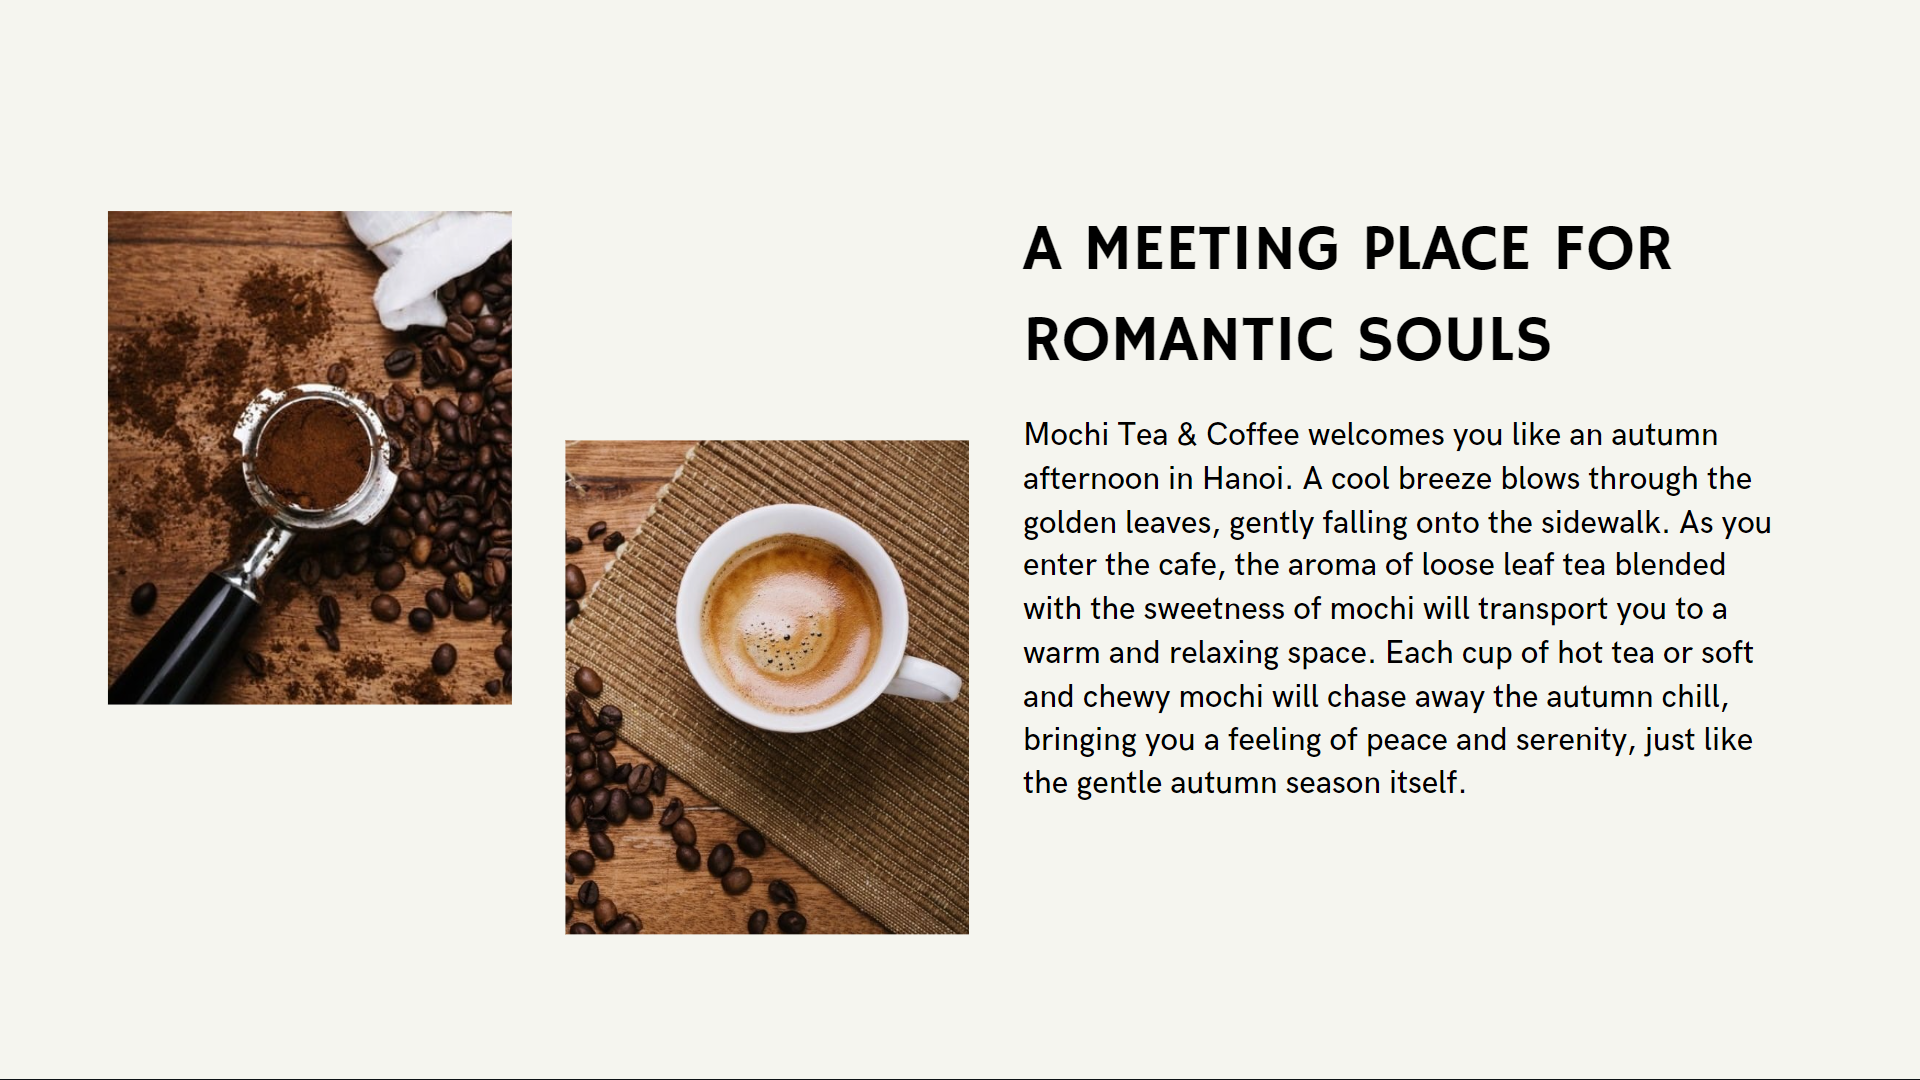 A MEETING PLACE FOR
ROMANTIC SOULS
Mochi Tea & Coffee welcomes you like an autumn
afternoon in Hanoi. A cool breeze blows through the
golden leaves, gently falling onto the sidewalk. As you
enter the cafe, the aroma of loose leaf tea blended
with the sweetness of mochi will transport you to a
warm and relaxing space. Each cup of hot tea or soft
and chewy mochi will chase away the autumn chill,
bringing you a feeling of peace and serenity, just like
the gentle autumn season itself.